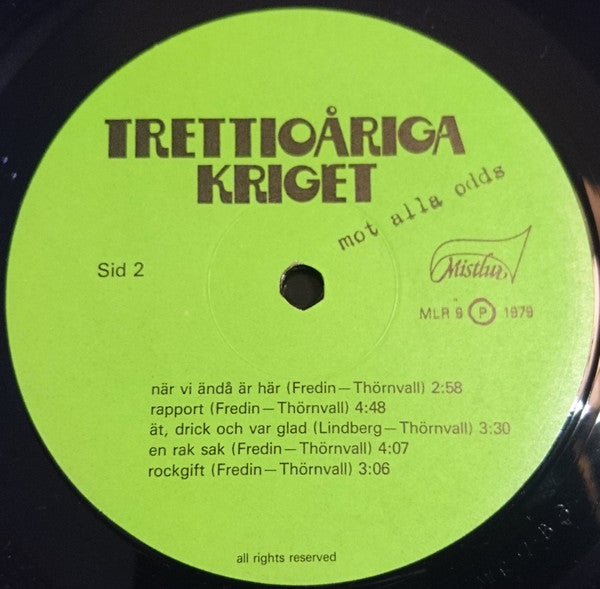 TRETTIOÅRIGA
KRIGET
mot alla odds
Sid 2
Mistlur
MLR 9 Ⓟ 1979
när vi ändå är här (Fredin—Thörnvall) 2:58
rapport (Fredin—Thörnvall) 4:48
ät, drick och var glad (Lindberg—Thörnvall) 3:30
en rak sak (Fredin—Thörnvall) 4:07
rockgift (Fredin—Thörnvall) 3:06
all rights reserved